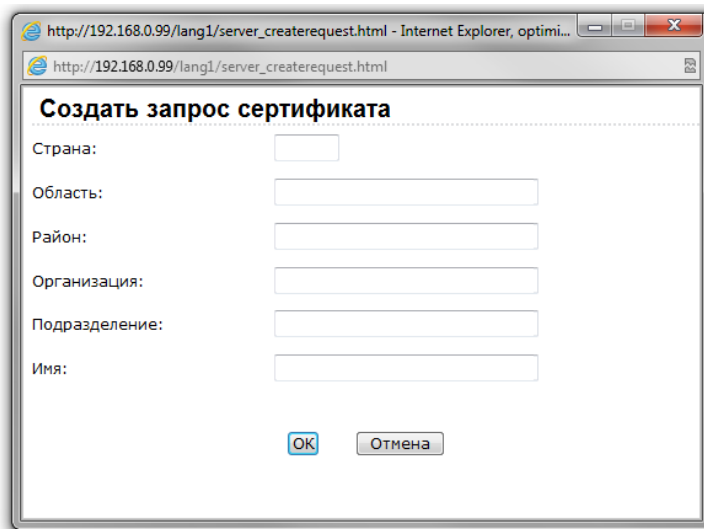 http://192.168.0.99/lang1/server_createrequest.html - Internet Explorer, optimi...
http://192.168.0.99/lang1/server_createrequest.html
Создать запрос сертификата
Страна:
Область:
Район:
Организация:
Подразделение:
Имя:
OK Отмена